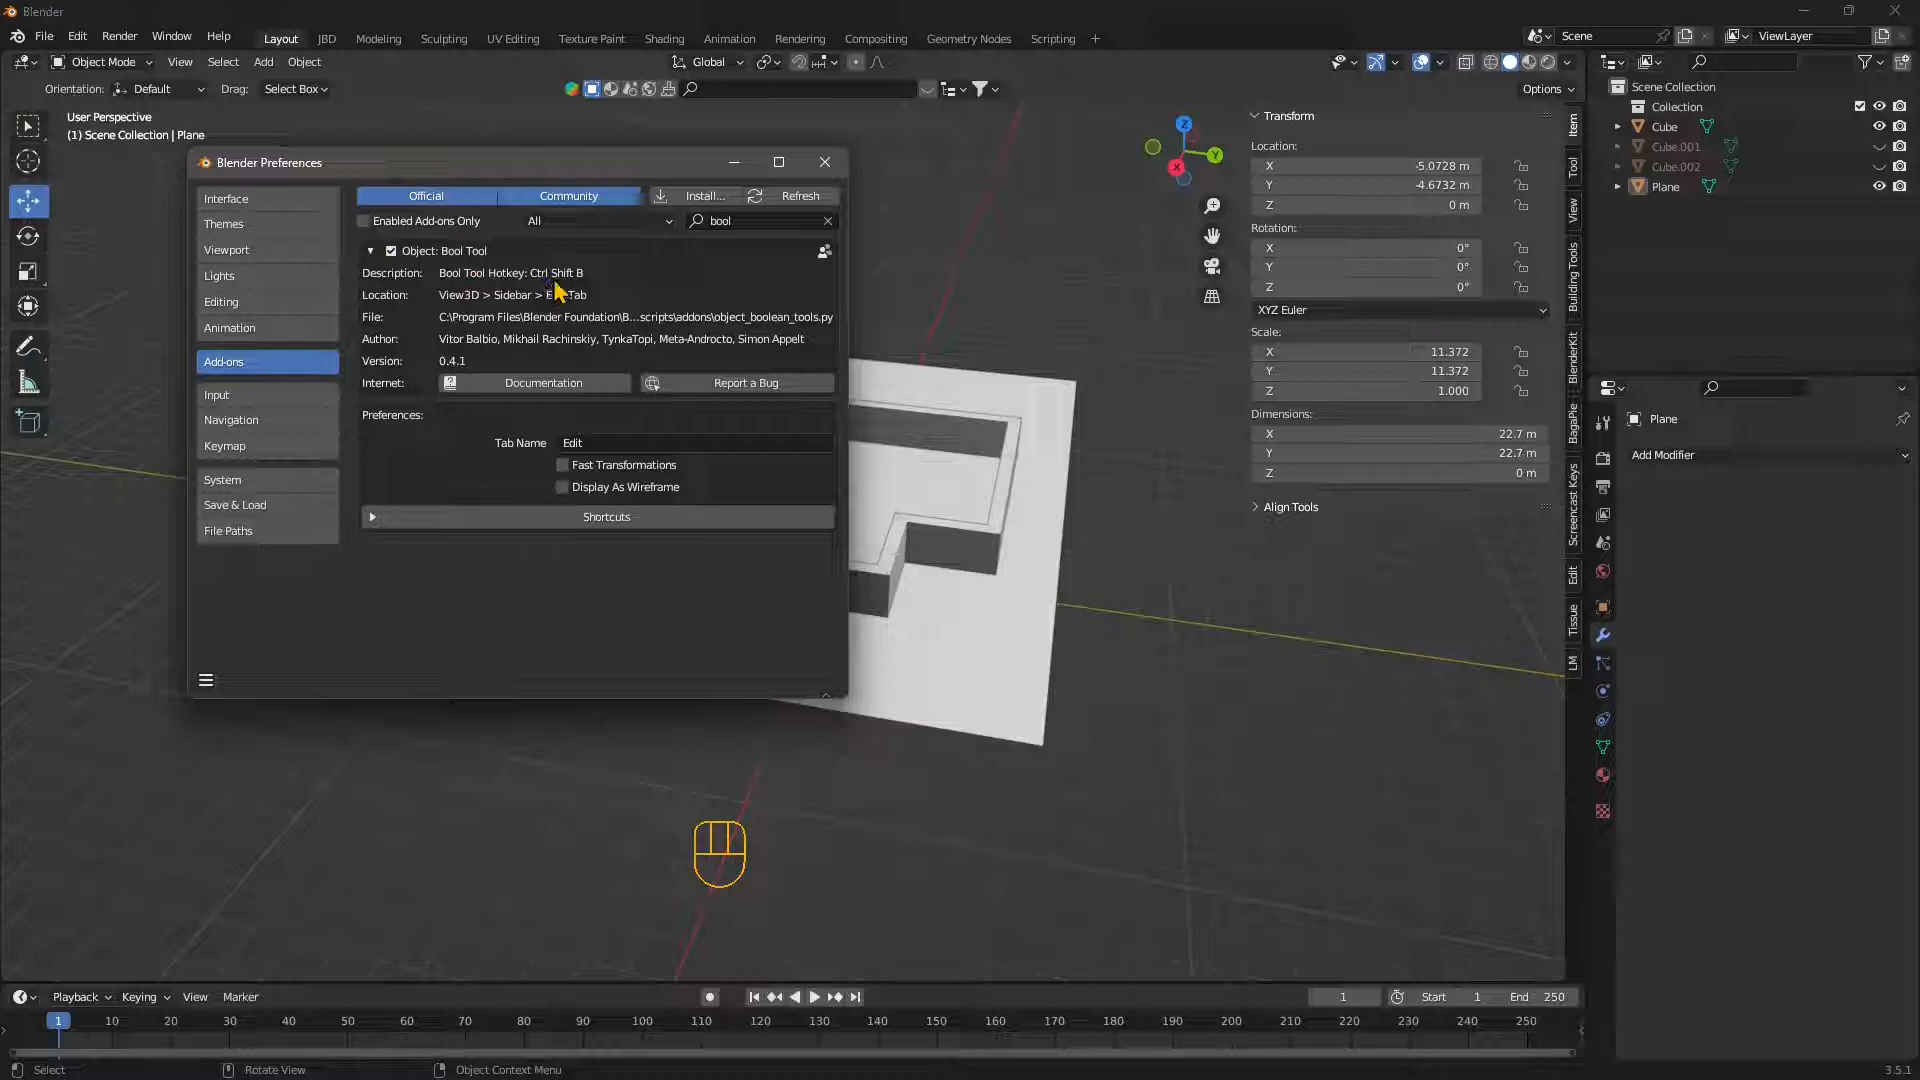 Blender
File Edit Render Window Help
Layout JBD Modeling Sculpting UV Editing Texture Paint Shading Animation Rendering Compositing Geometry Nodes Scripting +
Scene
ViewLayer
Object Mode View Select Add Object
Global
Orientation: Default Drag: Select Box
Options
User Perspective
(1) Scene Collection | Plane
Blender Preferences
Interface
Themes
Viewport
Lights
Editing
Animation
Add-ons
Input
Navigation
Keymap
System
Save & Load
File Paths
Official Community Install... Refresh
Enabled Add-ons Only All bool
Object: Bool Tool
Description: Bool Tool Hotkey: Ctrl Shift B
Location: View3D > Sidebar > Tab
File: C:\Program Files\Blender Foundation\B...scripts\addons\object_boolean_tools.py
Author: Vitor Balbio, Mikhail Rachinskiy, TynkaTopi, Meta-Androcto, Simon Appelt
Version: 0.4.1
Internet: Documentation Report a Bug
Preferences:
Tab Name Edit
Fast Transformations
Display As Wireframe
Shortcuts
Z
Y
X
Transform
Location:
X -5.0728 m
Y -4.6732 m
Z 0 m
Rotation:
X 0°
Y 0°
Z 0°
XYZ Euler
Scale:
X 11.372
Y 11.372
Z 1.000
Dimensions:
X 22.7 m
Y 22.7 m
Z 0 m
Align Tools
Item
Tool
View
Building Tools
BlenderKit
BagaPie
Screencast Keys
Edit
Tissue
LM
Scene Collection
Collection
Cube
Cube.001
Cube.002
Plane
Plane
Add Modifier
Playback Keying View Marker
1 Start 1 End 250
1 10 20 30 40 50 60 70 80 90 100 110 120 130 140 150 160 170 180 190 200 210 220 230 240 250
Select Rotate View Object Context Menu
3.5.1